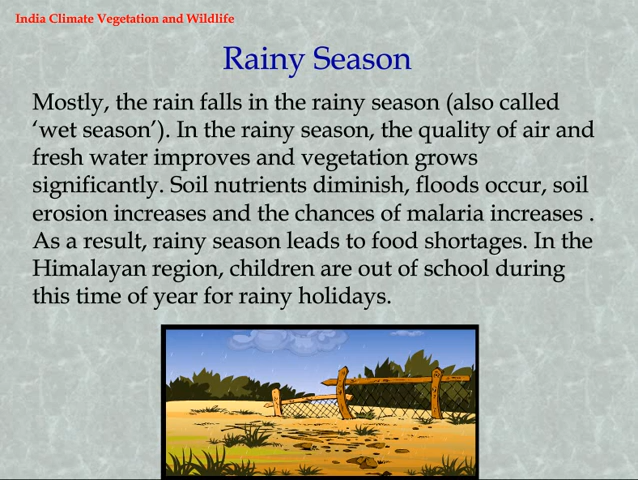 India Climate Vegetation and Wildlife
Rainy Season
Mostly, the rain falls in the rainy season (also called
‘wet season’). In the rainy season, the quality of air and
fresh water improves and vegetation grows
significantly. Soil nutrients diminish, floods occur, soil
erosion increases and the chances of malaria increases .
As a result, rainy season leads to food shortages. In the
Himalayan region, children are out of school during
this time of year for rainy holidays.